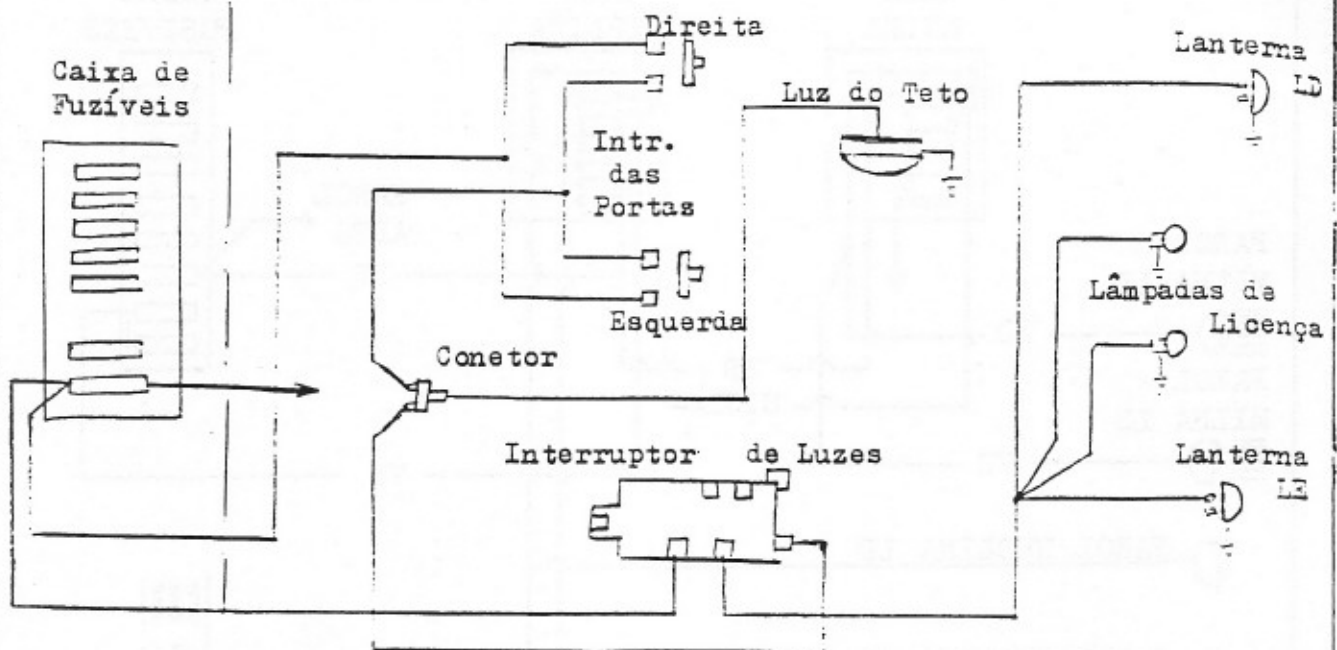 Direita
Lanterna
LD
Caixa de
Fuzíveis
Luz do Teto
Intr.
das
Portas
Lâmpadas de
Licença
Esquerda
Conetor
Interruptor de Luzes
Lanterna
LE